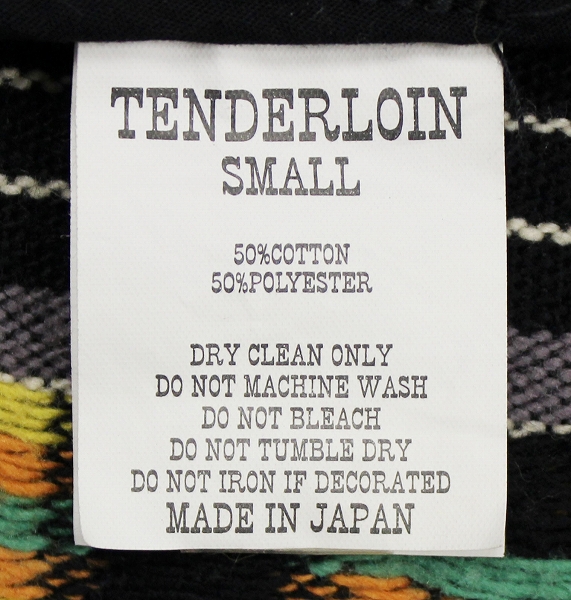 TENDERLOIN
SMALL
50%COTTON
50%POLYESTER
DRY CLEAN ONLY
DO NOT MACHINE WASH
DO NOT BLEACH
DO NOT TUMBLE DRY
DO NOT IRON IF DECORATED
MADE IN JAPAN